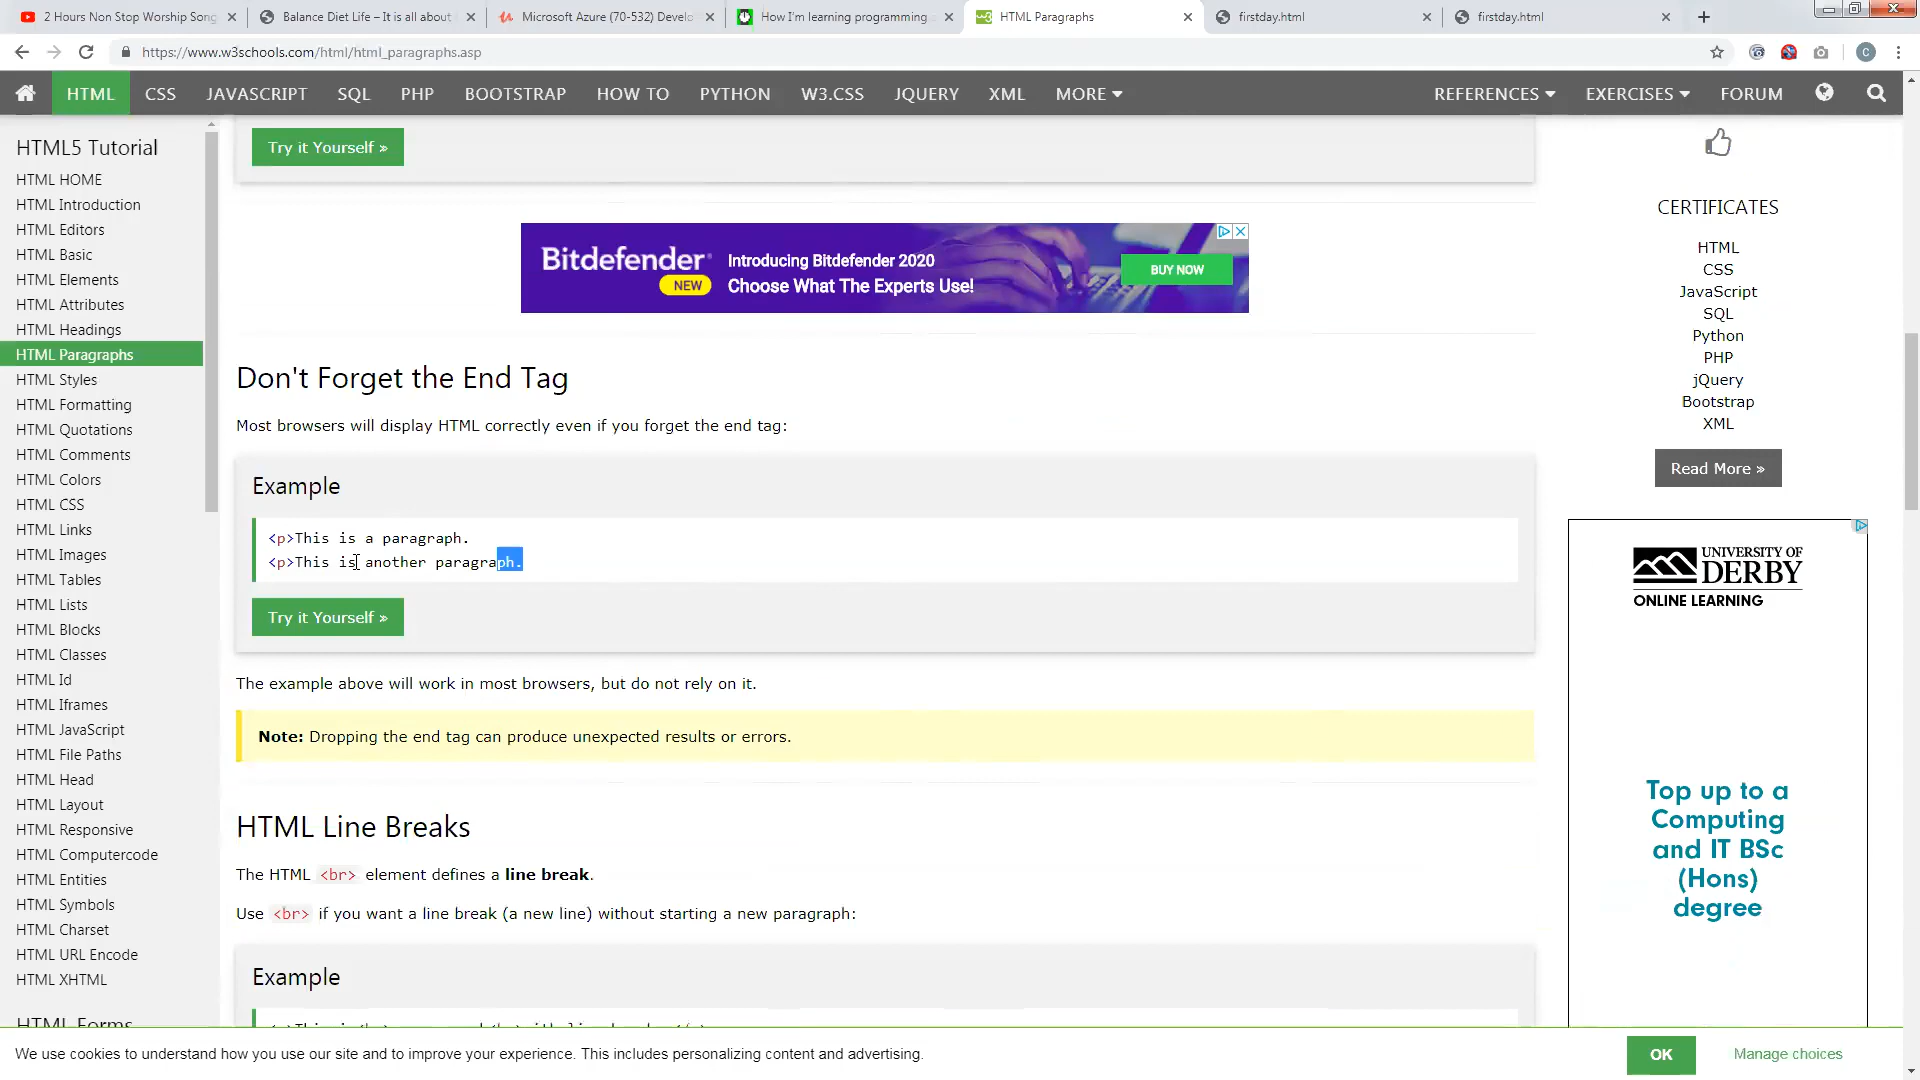 2 Hours Non Stop Worship Song
Balance Diet Life – It is all about
Microsoft Azure (70-532) Develo
How I'm learning programming
HTML Paragraphs
firstday.html
firstday.html
https://www.w3schools.com/html/html_paragraphs.asp
C
HTML CSS JAVASCRIPT SQL PHP BOOTSTRAP HOW TO PYTHON W3.CSS JQUERY XML MORE REFERENCES EXERCISES FORUM
HTML5 Tutorial
HTML HOME
HTML Introduction
HTML Editors
HTML Basic
HTML Elements
HTML Attributes
HTML Headings
HTML Paragraphs
HTML Styles
HTML Formatting
HTML Quotations
HTML Comments
HTML Colors
HTML CSS
HTML Links
HTML Images
HTML Tables
HTML Lists
HTML Blocks
HTML Classes
HTML Id
HTML Iframes
HTML JavaScript
HTML File Paths
HTML Head
HTML Layout
HTML Responsive
HTML Computercode
HTML Entities
HTML Symbols
HTML Charset
HTML URL Encode
HTML XHTML
HTML Forms
Try it Yourself »
Bitdefender
NEW
Introducing Bitdefender 2020
Choose What The Experts Use!
BUY NOW
Don't Forget the End Tag
Most browsers will display HTML correctly even if you forget the end tag:
Example
<p>This is a paragraph.
<p>This is another paragraph.
Try it Yourself »
The example above will work in most browsers, but do not rely on it.
Note: Dropping the end tag can produce unexpected results or errors.
HTML Line Breaks
The HTML <br> element defines a line break.
Use <br> if you want a line break (a new line) without starting a new paragraph:
Example
CERTIFICATES
HTML
CSS
JavaScript
SQL
Python
PHP
jQuery
Bootstrap
XML
Read More »
UNIVERSITY OF
DERBY
ONLINE LEARNING
Top up to a
Computing
and IT BSc
(Hons)
degree
We use cookies to understand how you use our site and to improve your experience. This includes personalizing content and advertising.
OK
Manage choices